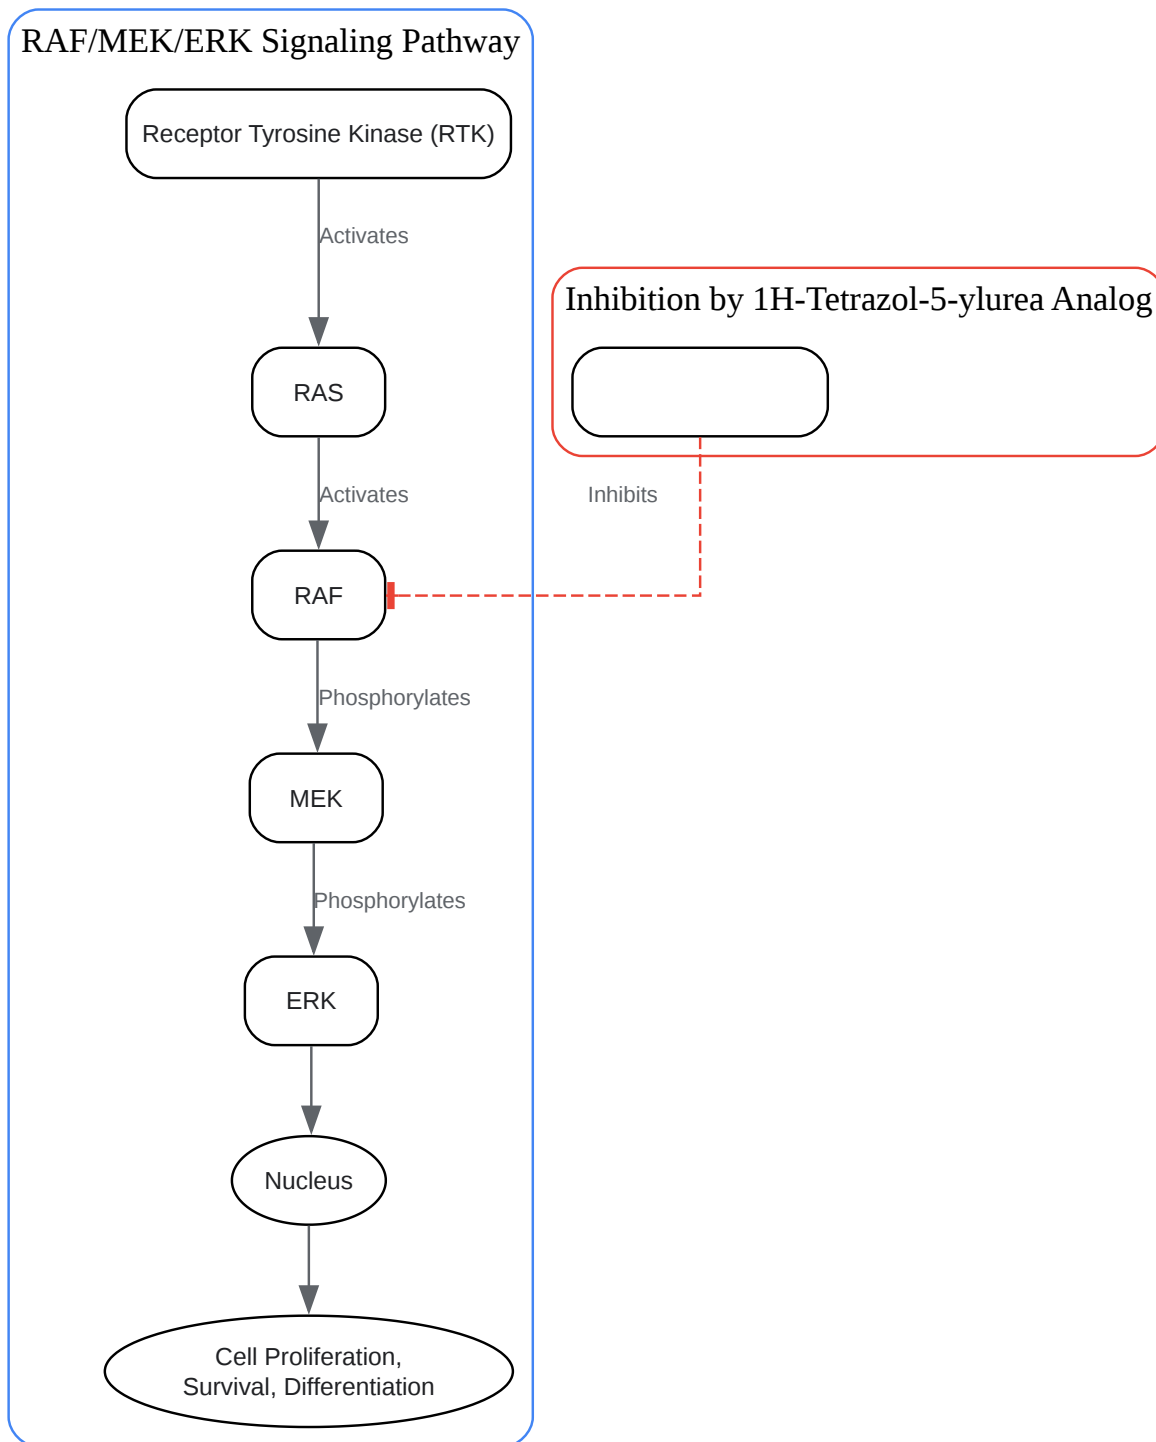 RAF/MEK/ERK Signaling Pathway
Receptor Tyrosine Kinase (RTK)
Activates
Inhibition by 1H-Tetrazol-5-ylurea Analog
RAS
Activates
Inhibits
RAF
Phosphorylates
MEK
Phosphorylates
ERK
Nucleus
Cell Proliferation,
Survival, Differentiation